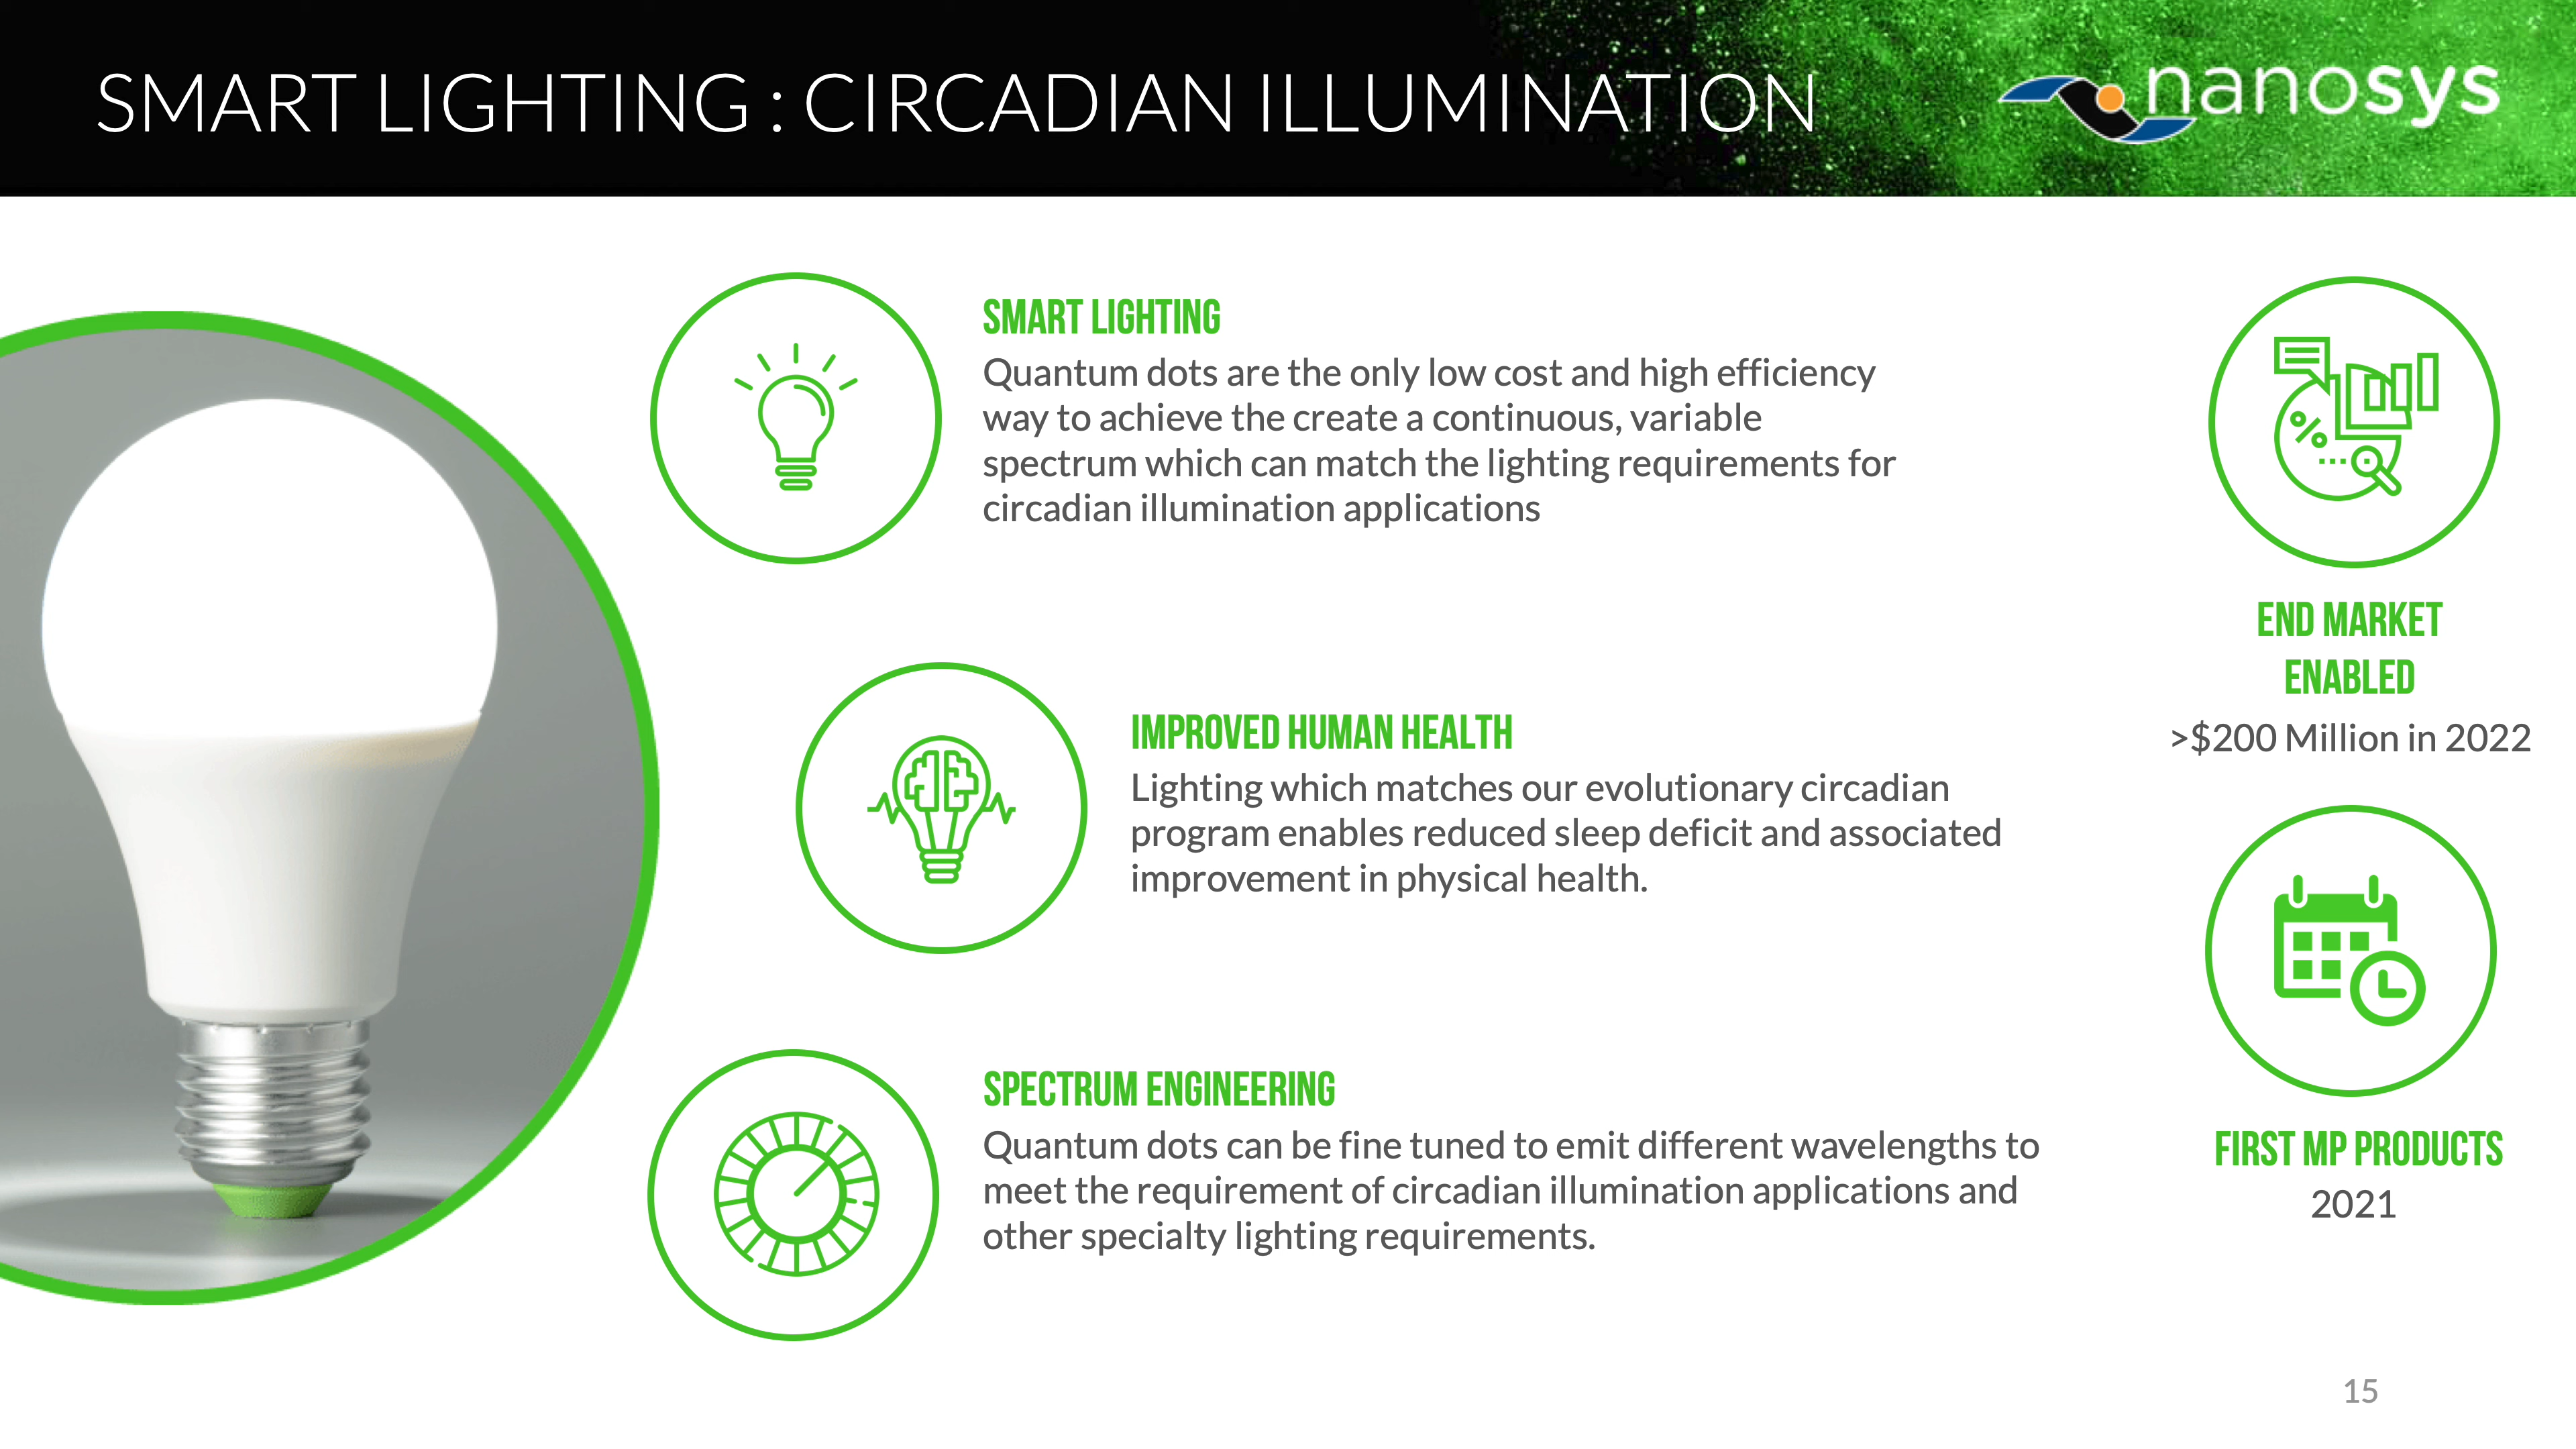 SMART LIGHTING : CIRCADIAN ILLUMINATION
nanosys
SMART LIGHTING
Quantum dots are the only low cost and high efficiency
way to achieve the create a continuous, variable
spectrum which can match the lighting requirements for
circadian illumination applications
IMPROVED HUMAN HEALTH
Lighting which matches our evolutionary circadian
program enables reduced sleep deficit and associated
improvement in physical health.
SPECTRUM ENGINEERING
Quantum dots can be fine tuned to emit different wavelengths to
meet the requirement of circadian illumination applications and
other specialty lighting requirements.
%
END MARKET
ENABLED
>$200 Million in 2022
FIRST MP PRODUCTS
2021
15